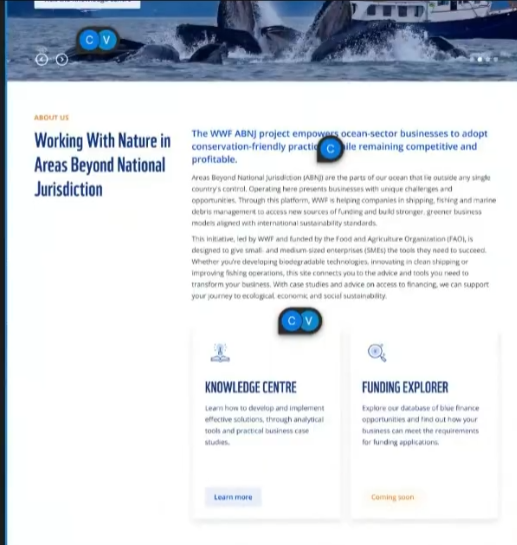 C V
ABOUT US
Working With Nature in
Areas Beyond National
Jurisdiction
The WWF ABNJ project empowers ocean-sector businesses to adopt
conservation-friendly practic C ile remaining competitive and
profitable.
Areas Beyond National Jurisdiction (ABNJ) are the parts of our ocean that lie outside any single
country's control. Operating here presents businesses with unique challenges and
opportunities. Through this platform, WWF is helping companies in shipping, fishing and marine
debris management to access new sources of funding and build stronger, greener business
models aligned with international sustainability standards.
This initiative, led by WWF and funded by the Food and Agriculture Organization (FAO), is
designed to give small- and medium-sized enterprises (SMEs) the tools they need to succeed.
Whether you're developing biodegradable technologies, innovating in clean shipping or
improving fishing operations, this site connects you to the advice and tools you need to
transform your business. With case studies and advice on access to financing, we can support
your journey to ecological, economic and social sustainability.
C V
KNOWLEDGE CENTRE
Learn how to develop and implement
effective solutions, through analytical
tools and practical business case
studies.
Learn more
FUNDING EXPLORER
Explore our database of blue finance
opportunities and find out how your
business can meet the requirements
for funding applications.
Coming soon